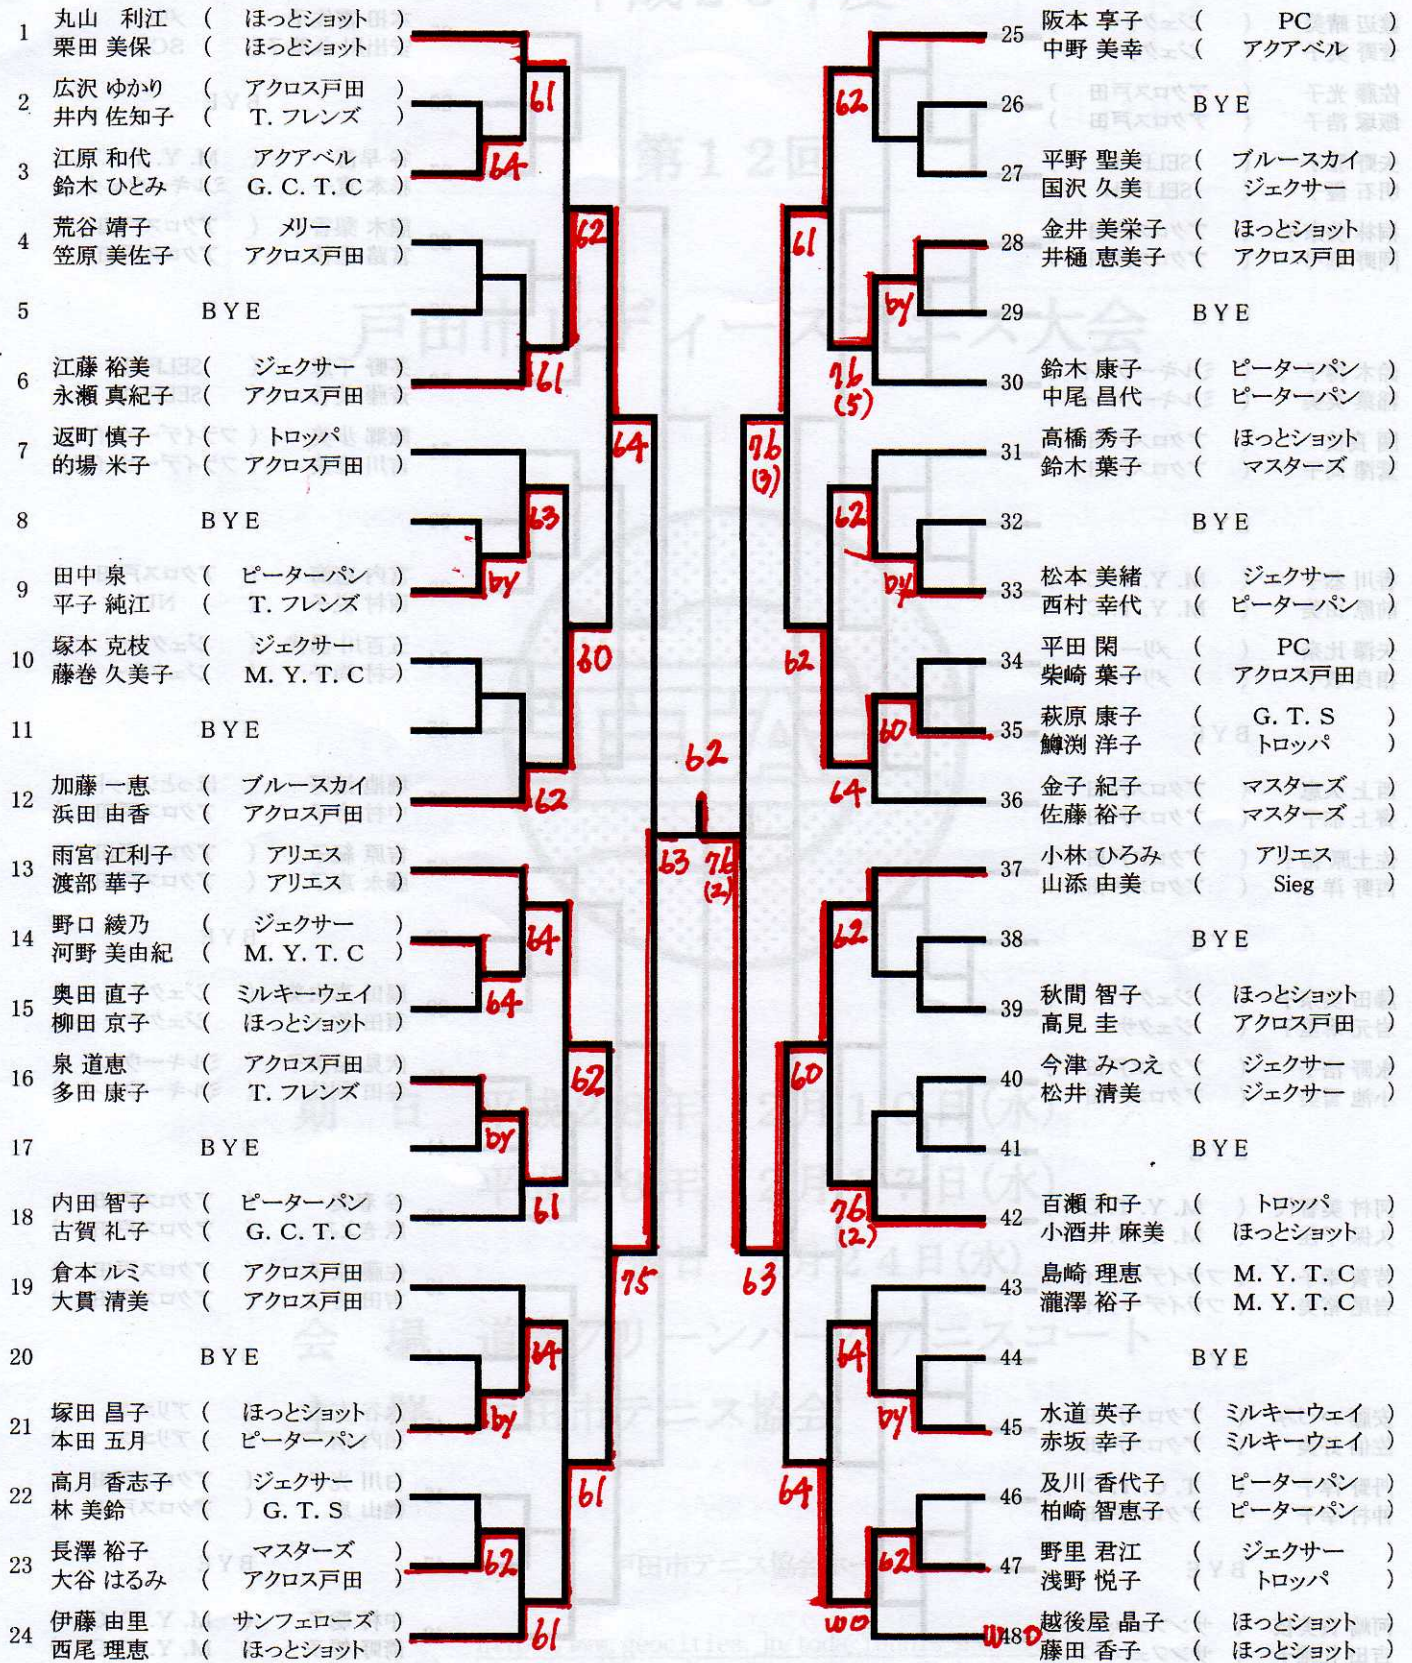 1 丸山 利江 ( ほっとショット )
栗田 美保 ( ほっとショット )
2 広沢 ゆかり ( アクロス戸田 )
井内 佐知子 ( T. フレンズ )
3 江原 和代 ( アクアベル )
鈴木 ひとみ ( G. C. T. C )
4 荒谷 靖子 ( メリー )
笠原 美佐子 ( アクロス戸田 )
5 BYE
6 江藤 裕美 ( ジェクサー )
永瀬 真紀子 ( アクロス戸田 )
7 返町 慎子 ( トロッパ )
的場 米子 ( アクロス戸田 )
8 BYE
9 田中 泉 ( ピーターパン )
平子 純江 ( T. フレンズ )
10 塚本 克枝 ( ジェクサー )
藤巻 久美子 ( M. Y. T. C )
11 BYE
12 加藤 一恵 ( ブルースカイ )
浜田 由香 ( アクロス戸田 )
13 雨宮 江利子 ( アリエス )
渡部 華子 ( アリエス )
14 野口 綾乃 ( ジェクサー )
河野 美由紀 ( M. Y. T. C )
15 奥田 直子 ( ミルキーウェイ )
柳田 京子 ( ほっとショット )
16 泉 道恵 ( アクロス戸田 )
多田 康子 ( T. フレンズ )
17 BYE
18 内田 智子 ( ピーターパン )
古賀 礼子 ( G. C. T. C )
19 倉本 ルミ ( アクロス戸田 )
大貫 清美 ( アクロス戸田 )
20 BYE
21 塚田 昌子 ( ほっとショット )
本田 五月 ( ピーターパン )
22 高月 香志子 ( ジェクサー )
林 美鈴 ( G. T. S )
23 長澤 裕子 ( マスターズ )
大谷 はるみ ( アクロス戸田 )
24 伊藤 由里 ( サンフェローズ )
西尾 理恵 ( ほっとショット )
61
64
62
61
64
63
by
60
62
63
64
64
62
by
61
75
64
by
61
62
61
62
76
(2)
62
61
by
76
(5)
76
(3)
62
by
62
60
64
62
60
76
(2)
63
64
by
64
62
wo
25 阪本 享子 ( PC )
中野 美幸 ( アクアベル )
26 BYE
27 平野 聖美 ( ブルースカイ )
国沢 久美 ( ジェクサー )
28 金井 美栄子 ( ほっとショット )
井樋 恵美子 ( アクロス戸田 )
29 BYE
30 鈴木 康子 ( ピーターパン )
中尾 昌代 ( ピーターパン )
31 高橋 秀子 ( ほっとショット )
鈴木 葉子 ( マスターズ )
32 BYE
33 松本 美緒 ( ジェクサー )
西村 幸代 ( ピーターパン )
34 平田 閑 ( PC )
柴崎 葉子 ( アクロス戸田 )
35 萩原 康子 ( G. T. S )
鱒渕 洋子 ( トロッパ )
36 金子 紀子 ( マスターズ )
佐藤 裕子 ( マスターズ )
37 小林 ひろみ ( アリエス )
山添 由美 ( Sieg )
38 BYE
39 秋間 智子 ( ほっとショット )
高見 圭 ( アクロス戸田 )
40 今津 みつえ ( ジェクサー )
松井 清美 ( ジェクサー )
41 BYE
42 百瀬 和子 ( トロッパ )
小酒井 麻美 ( ほっとショット )
43 島崎 理恵 ( M. Y. T. C )
瀧澤 裕子 ( M. Y. T. C )
44 BYE
45 水道 英子 ( ミルキーウェイ )
赤坂 幸子 ( ミルキーウェイ )
46 及川 香代子 ( ピーターパン )
柏崎 智恵子 ( ピーターパン )
47 野里 君江 ( ジェクサー )
浅野 悦子 ( トロッパ )
48 越後屋 晶子 ( ほっとショット )
藤田 香子 ( ほっとショット )
第12回
戸田市レディーステニス大会